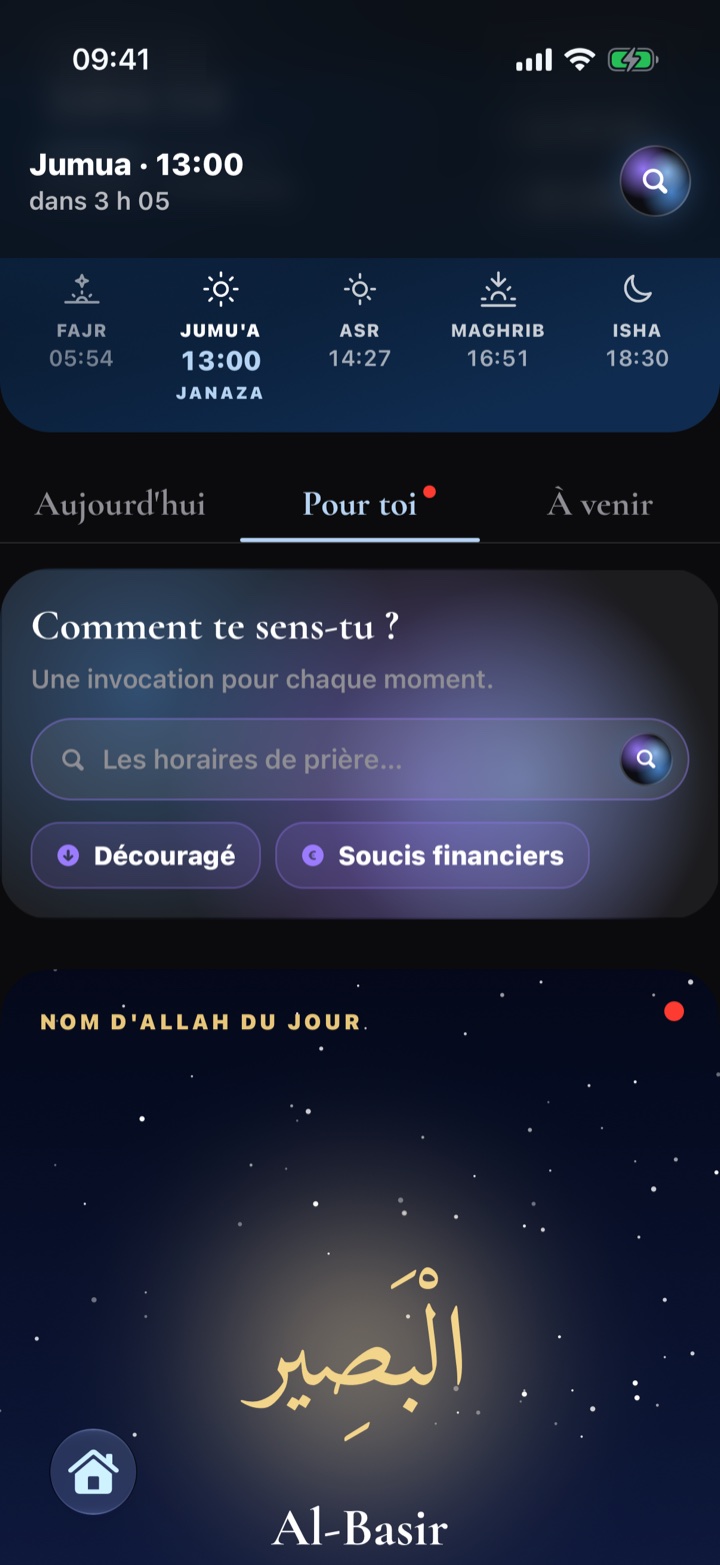 09:41
Jumua · 13:00
dans 3 h 05
FAJR JUMU'A ASR MAGHRIB ISHA
05:54 13:00 14:27 16:51 18:30
JANAZA
Aujourd'hui Pour toi À venir
Comment te sens-tu ?
Une invocation pour chaque moment.
Les horaires de prière...
Découragé Soucis financiers
NOM D'ALLAH DU JOUR
الْبَصِير
Al-Basir